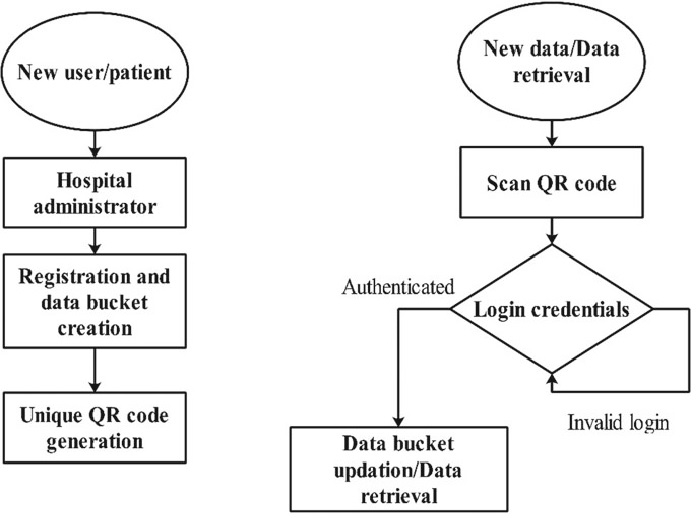 New user/patient
Hospital
administrator
Registration and
data bucket
creation
Unique QR code
generation
New data/Data
retrieval
Scan QR code
Login credentials
Authenticated
Invalid login
Data bucket
updation/Data
retrieval